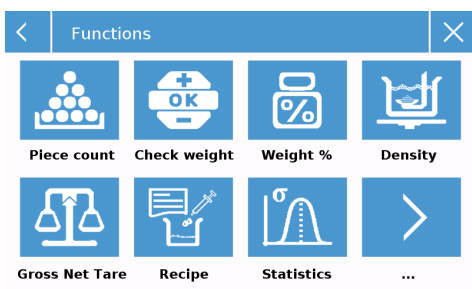 Functions
OK
%
Piece count Check weight Weight % Density
σ
Gross Net Tare Recipe Statistics ...